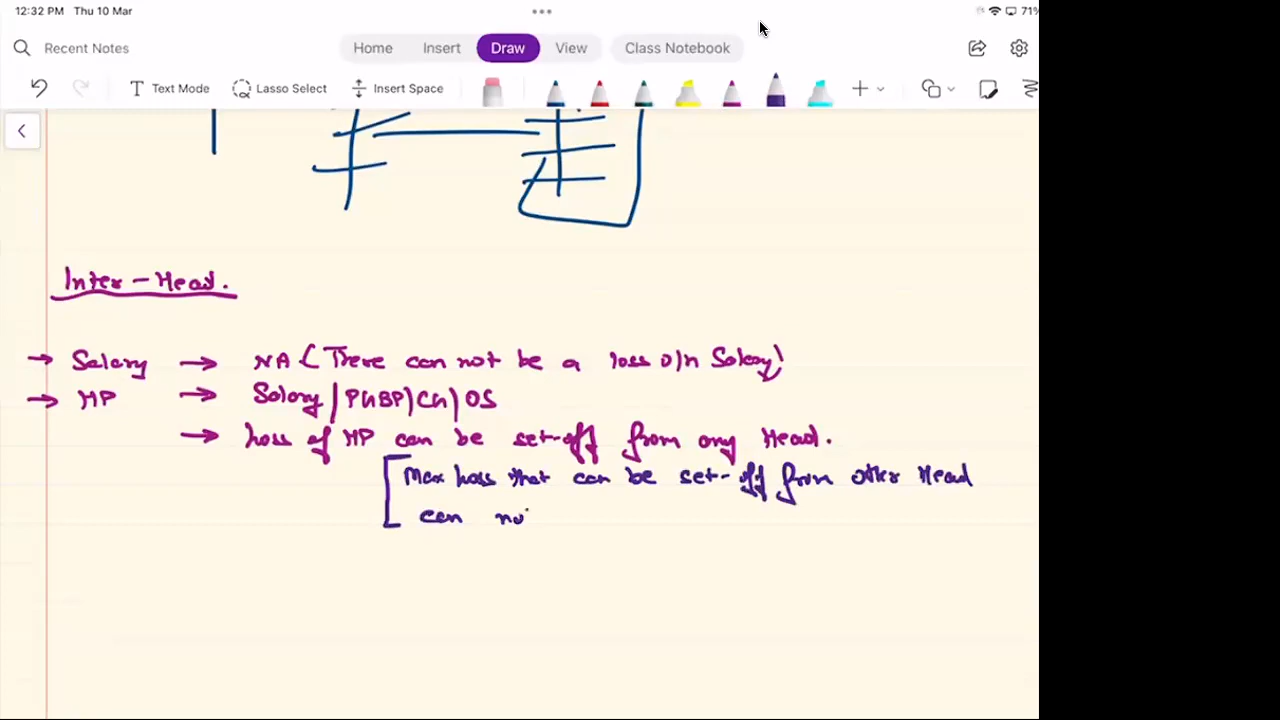 12:32 PM Thu 10 Mar
71%
Recent Notes
Home Insert Draw View Class Notebook
Text Mode Lasso Select Insert Space
Inter - Head.
→ Salary → NA (There can not be a loss u/h Salary)
→ HP → Salary | PGBP | CG | OS
→ Loss of HP can be set-off from any Head.
Max Loss that can be set-off from other Head
can no